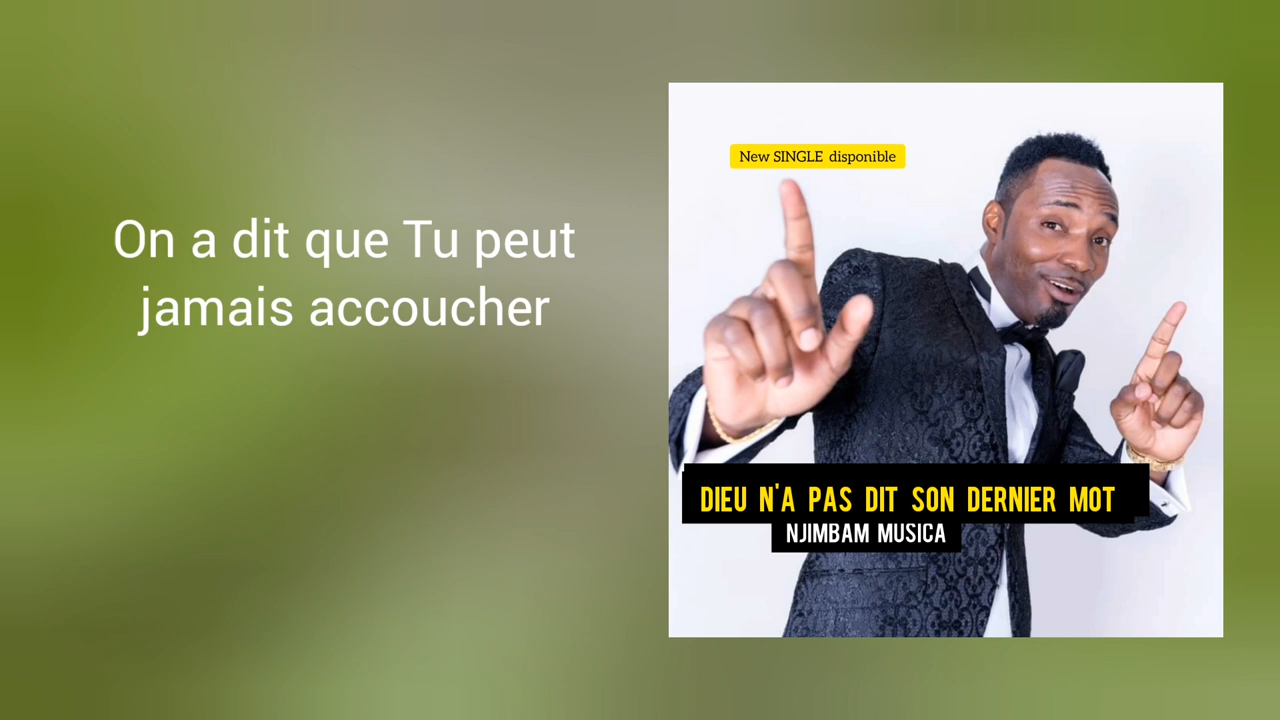 On a dit que Tu peut
jamais accoucher
New SINGLE disponible
DIEU N'A PAS DIT SON DERNIER MOT
NJIMBAM MUSICA